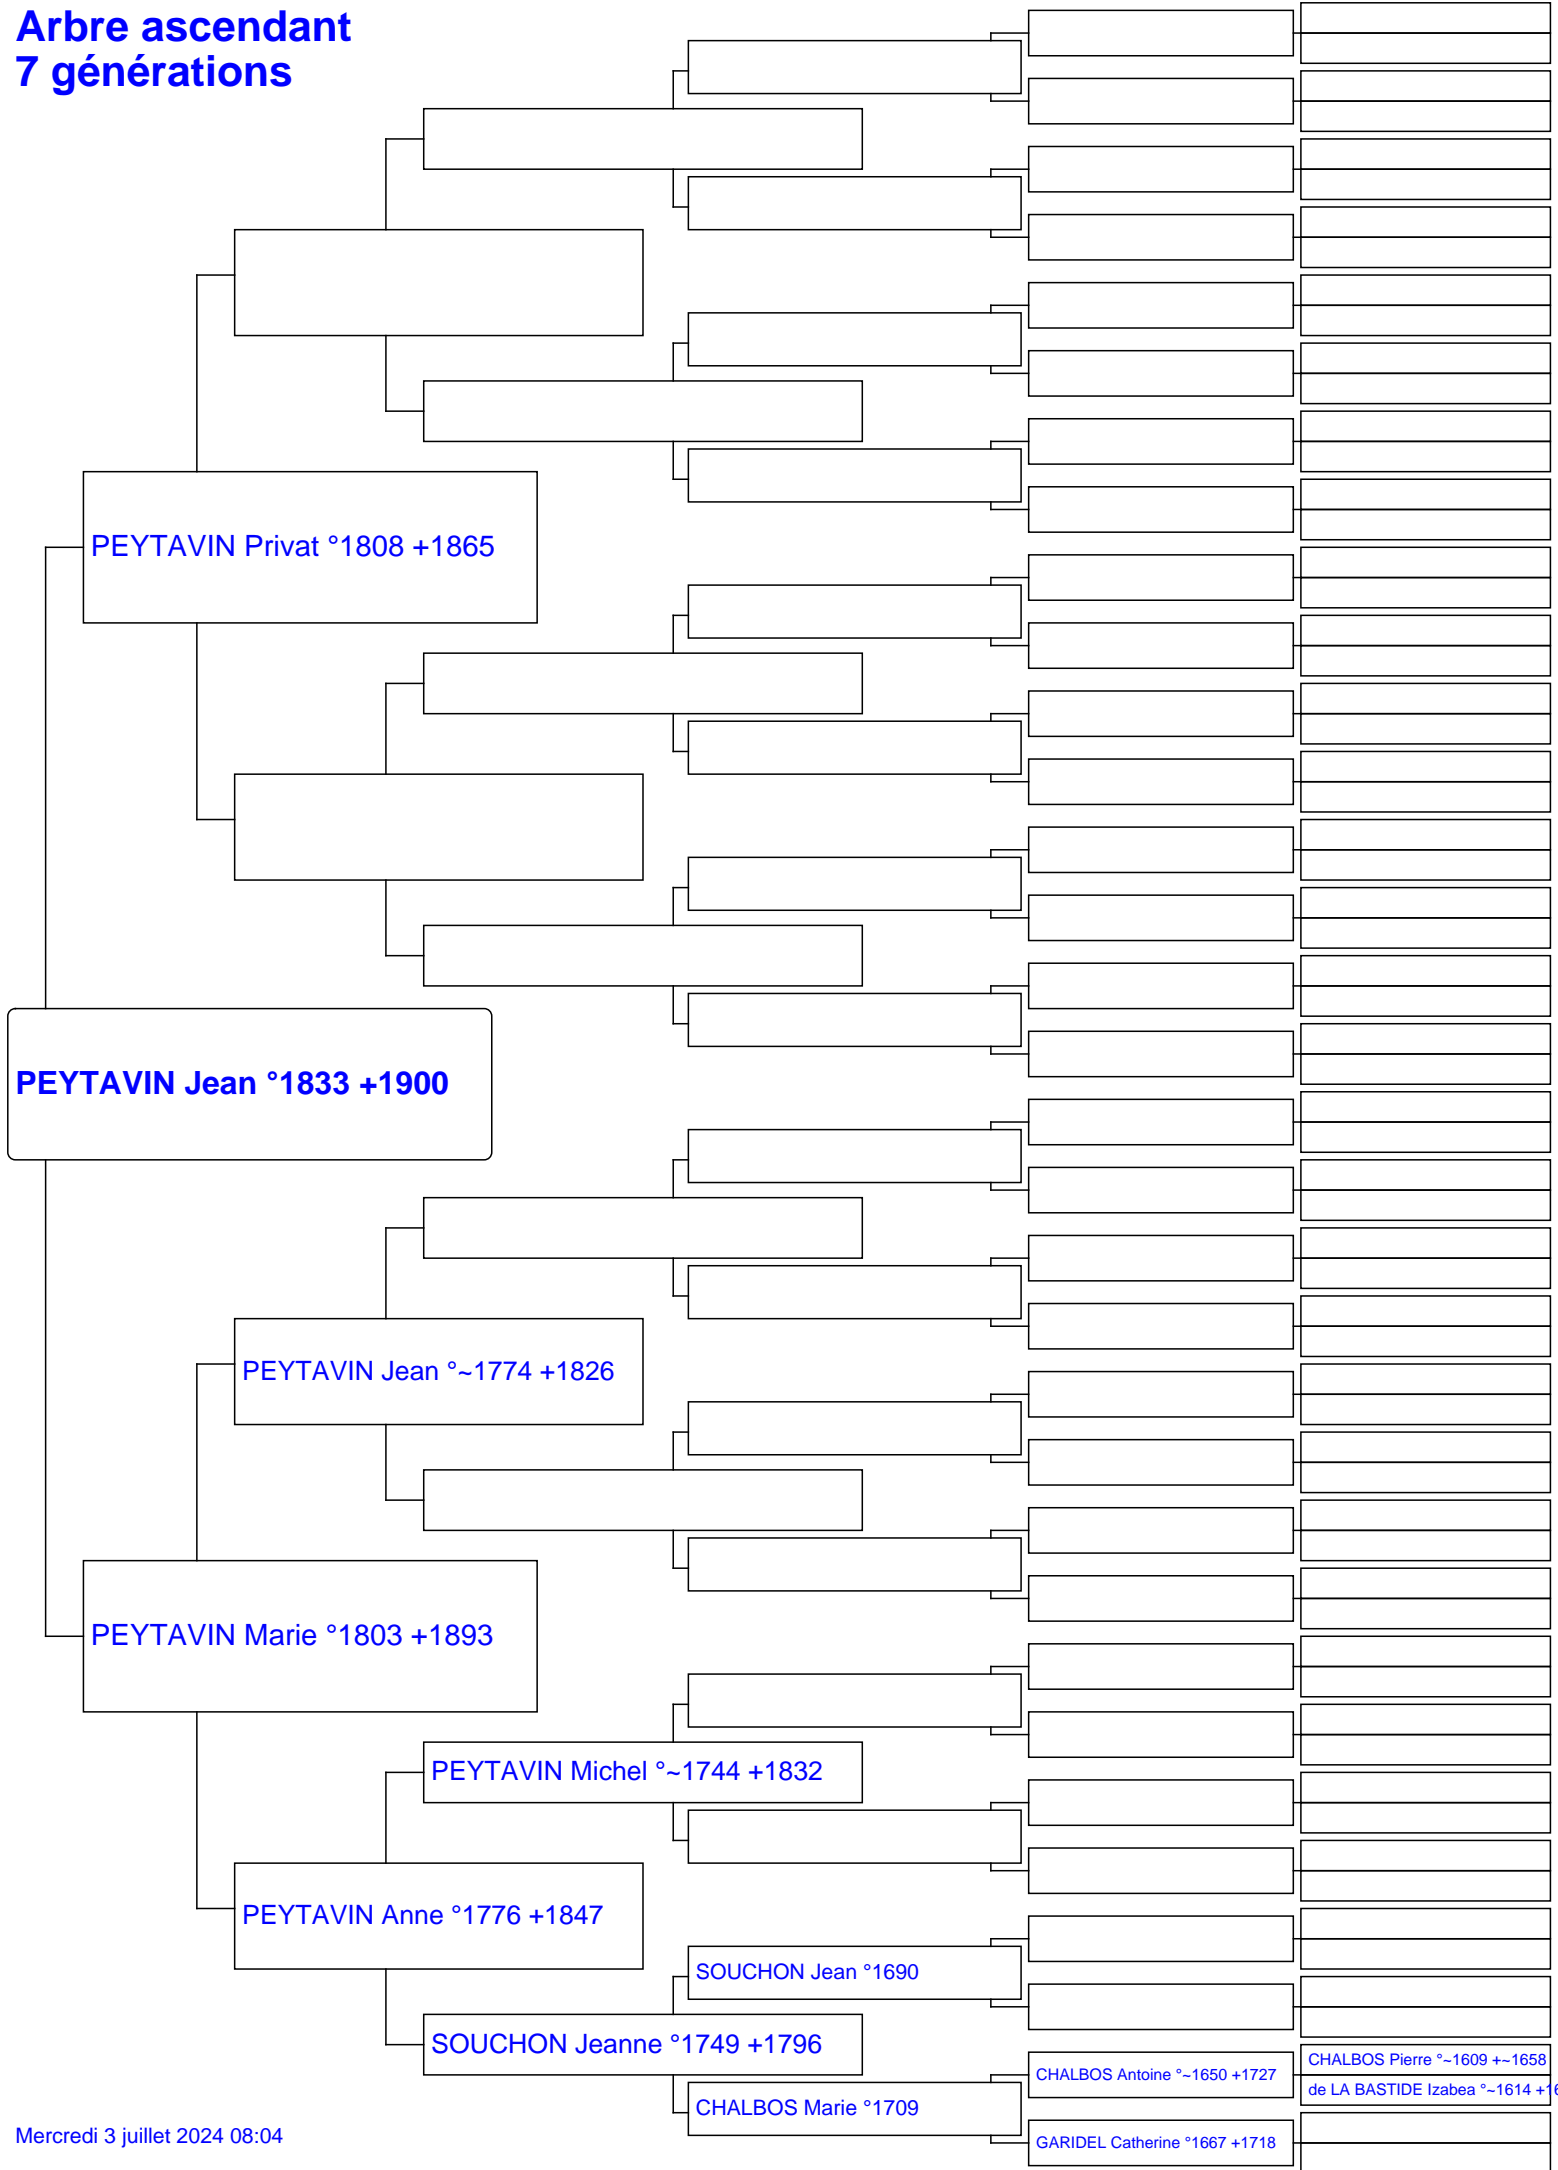 Arbre ascendant
7 générations
PEYTAVIN Privat °1808 +1865
PEYTAVIN Jean °1833 +1900
PEYTAVIN Jean °~1774 +1826
PEYTAVIN Marie °1803 +1893
PEYTAVIN Michel °~1744 +1832
PEYTAVIN Anne °1776 +1847
SOUCHON Jean °1690
SOUCHON Jeanne °1749 +1796
CHALBOS Pierre °~1609 +~1658
CHALBOS Antoine °~1650 +1727
de LA BASTIDE Izabea °~1614
CHALBOS Marie °1709
GARIDEL Catherine °1667 +1718
Mercredi 3 juillet 2024 08:04